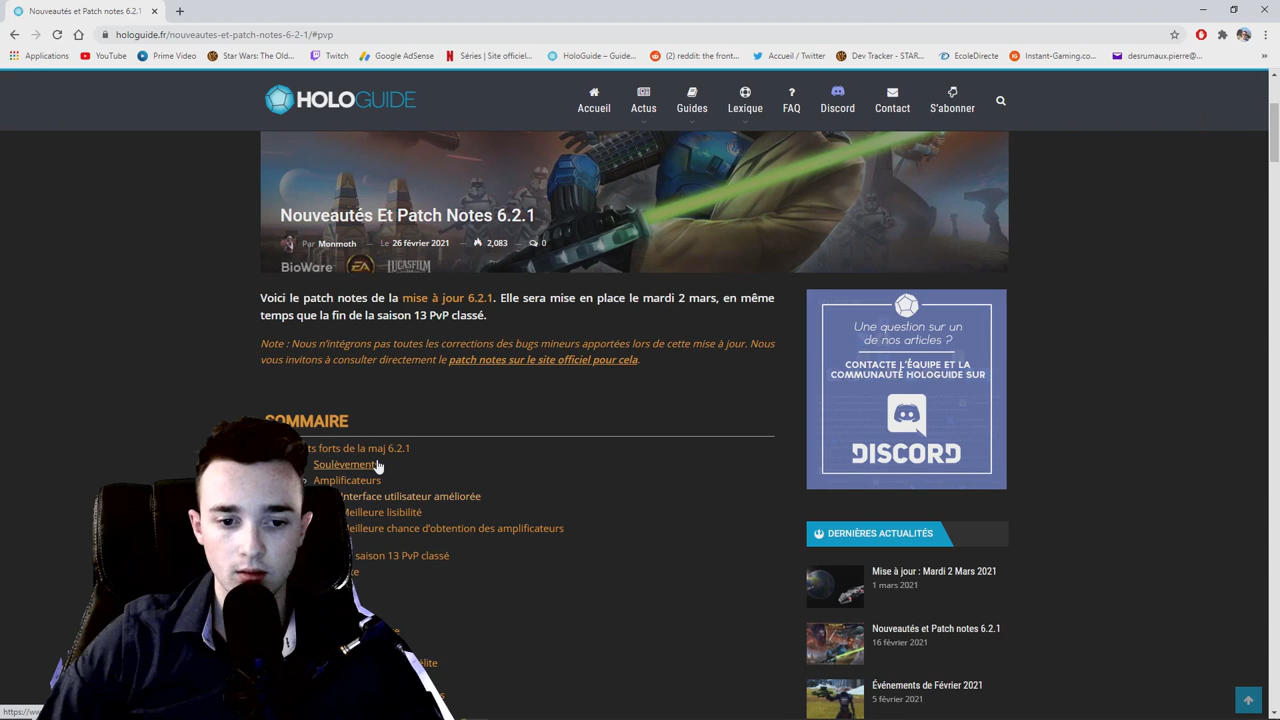 Nouveautés et Patch notes 6.2.1
hologuide.fr/nouveautes-et-patch-notes-6-2-1/#pvp
Applications YouTube Prime Video Star Wars: The Old... Twitch Google AdSense Séries | Site officiel... HoloGuide – Guide... (2) reddit: the front... Accueil / Twitter Dev Tracker - STAR... EcoleDirecte Instant-Gaming.co... desrumaux.pierre@... »
HOLOGUIDE
Accueil Actus Guides Lexique FAQ Discord Contact S'abonner
Nouveautés Et Patch Notes 6.2.1
Par Monmoth — Le 26 février 2021 — 2,083 — 0
BioWare EA LUCASFILM
Voici le patch notes de la mise à jour 6.2.1. Elle sera mise en place le mardi 2 mars, en même
temps que la fin de la saison 13 PvP classé.
Note : Nous n'intégrons pas toutes les corrections des bugs mineurs apportées lors de cette mise à jour. Nous
vous invitons à consulter directement le patch notes sur le site officiel pour cela.
SOMMAIRE
ts forts de la maj 6.2.1
Soulèvements
Amplificateurs
Interface utilisateur améliorée
Meilleure lisibilité
Meilleure chance d'obtention des amplificateurs
saison 13 PvP classé
Une question sur un
de nos articles ?
CONTACTE L'ÉQUIPE ET LA
COMMUNAUTÉ HOLOGUIDE SUR
DISCORD
DERNIÈRES ACTUALITÉS
Mise à jour : Mardi 2 Mars 2021
1 mars 2021
Nouveautés et Patch notes 6.2.1
16 février 2021
Événements de Février 2021
5 février 2021
https://ww